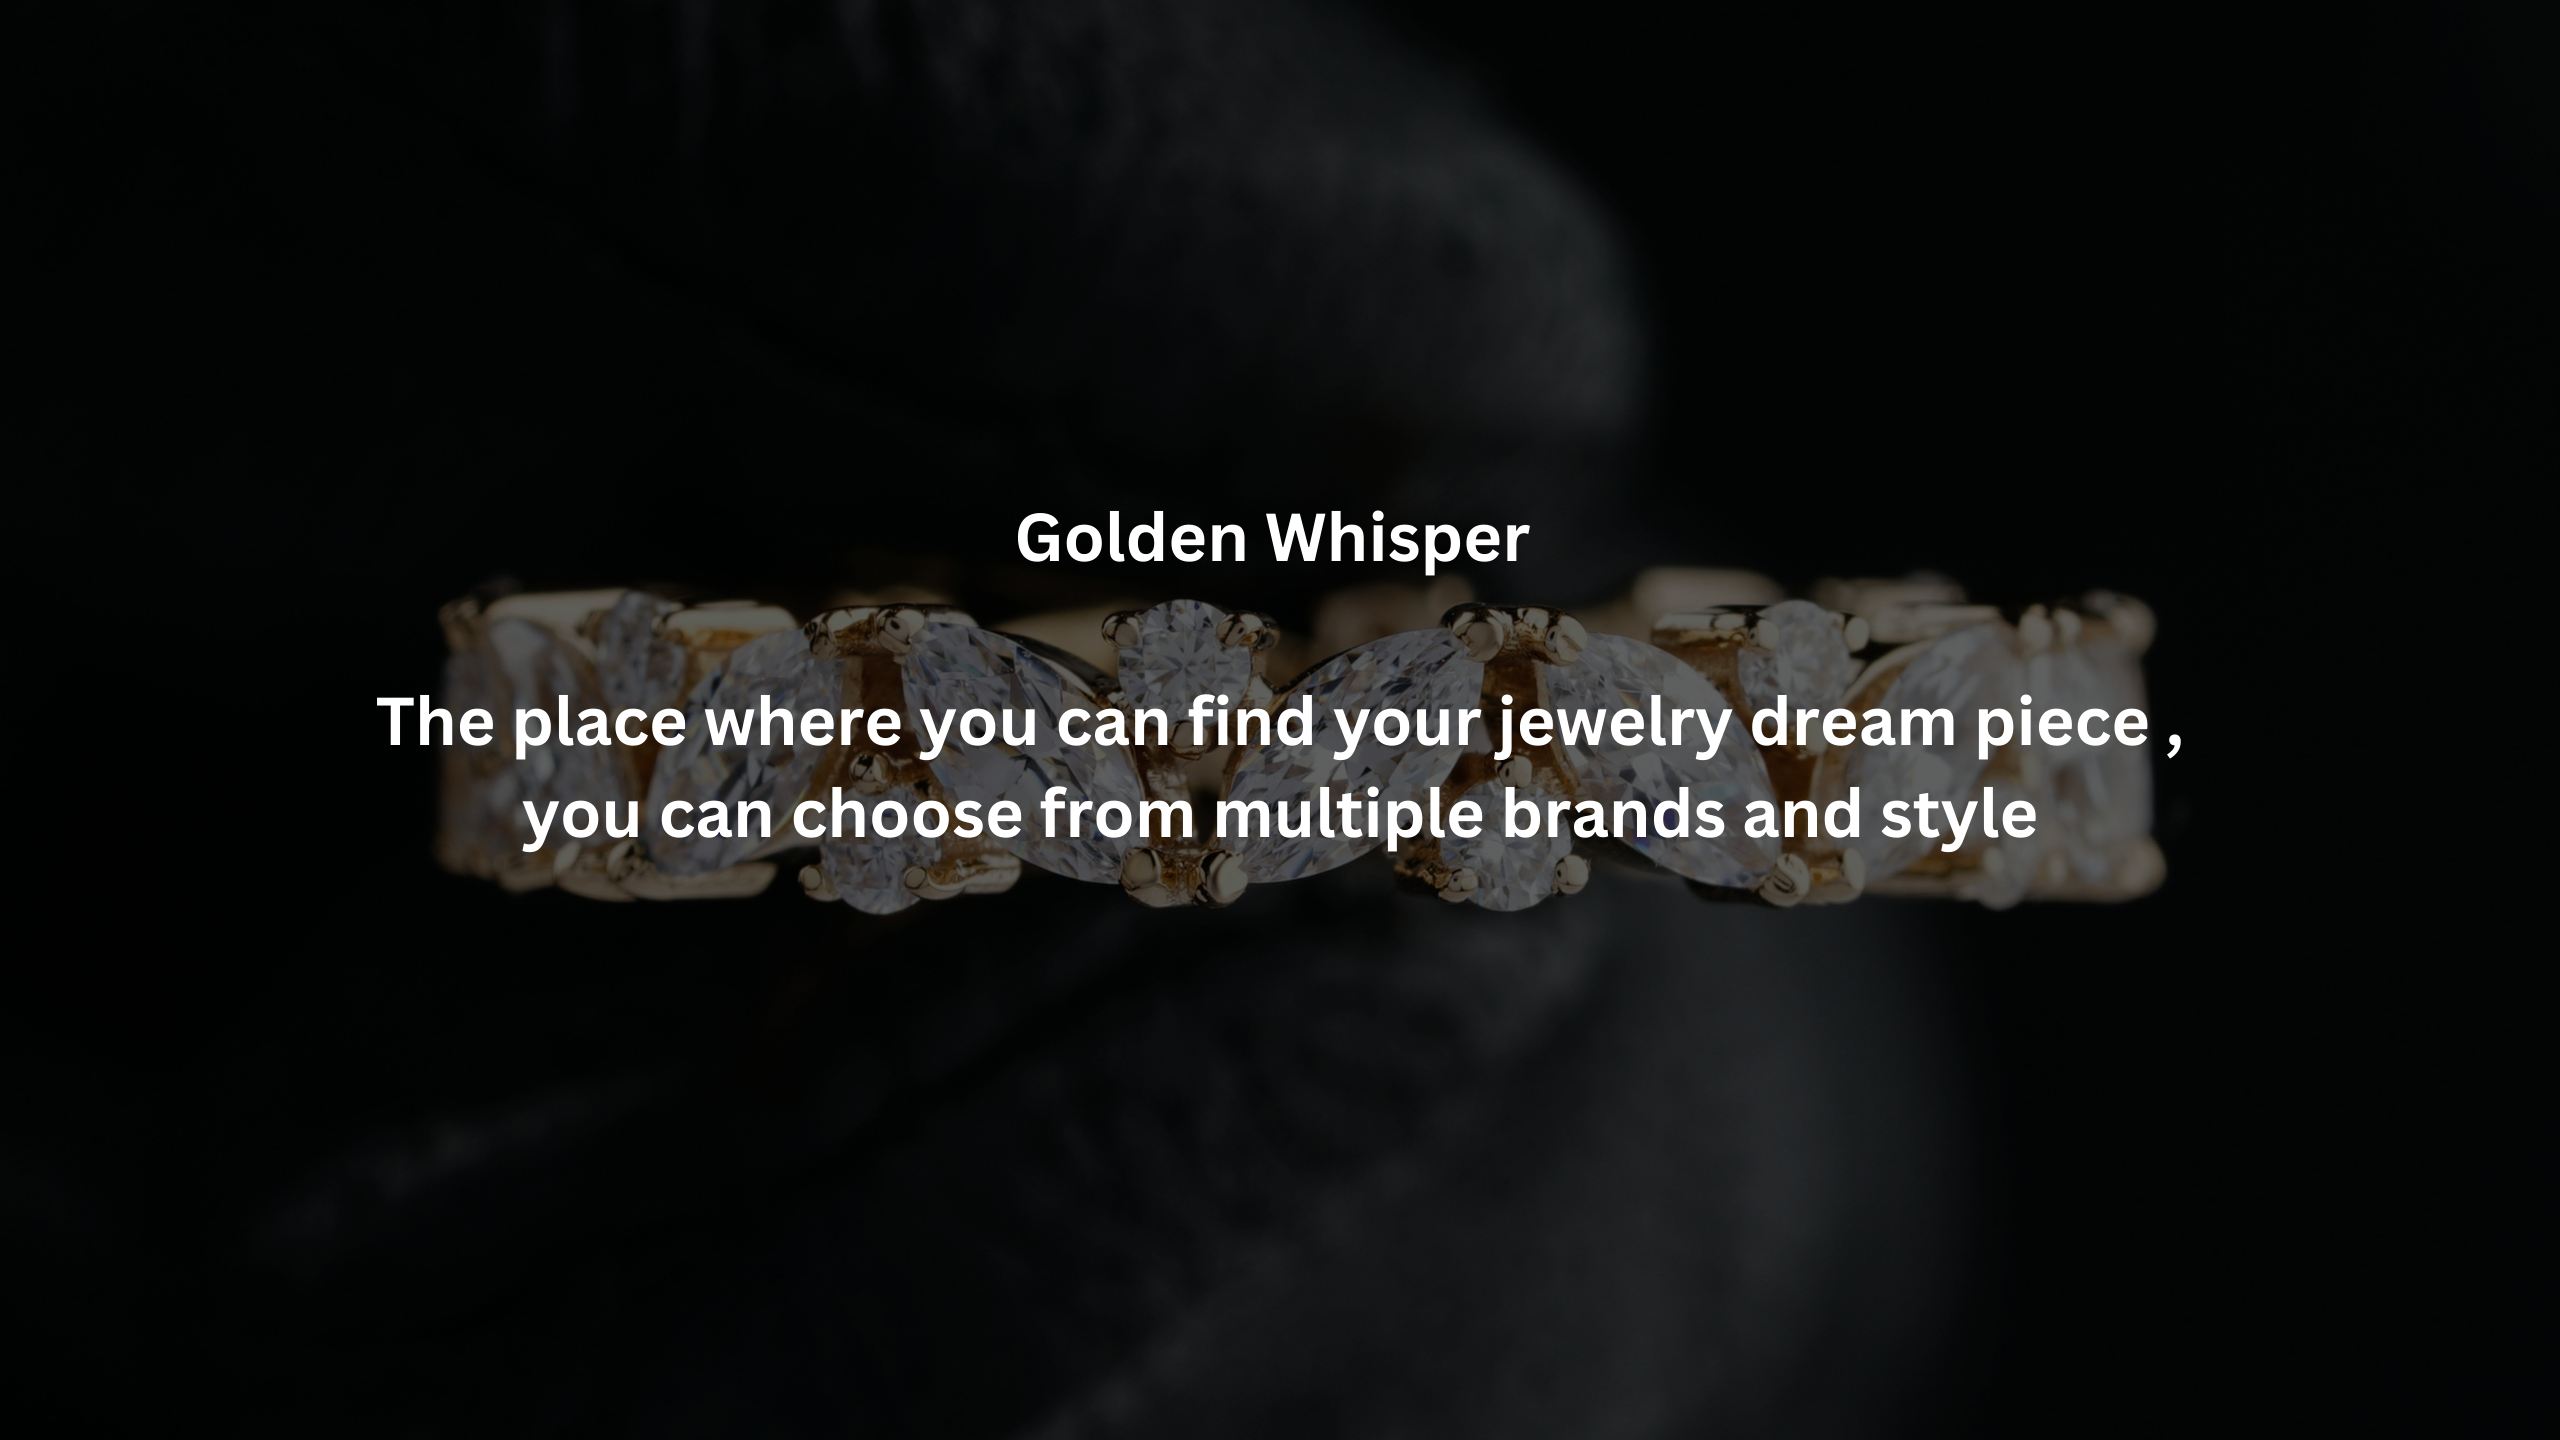 Golden Whisper
The place where you can find your jewelry dream piece ,
you can choose from multiple brands and style